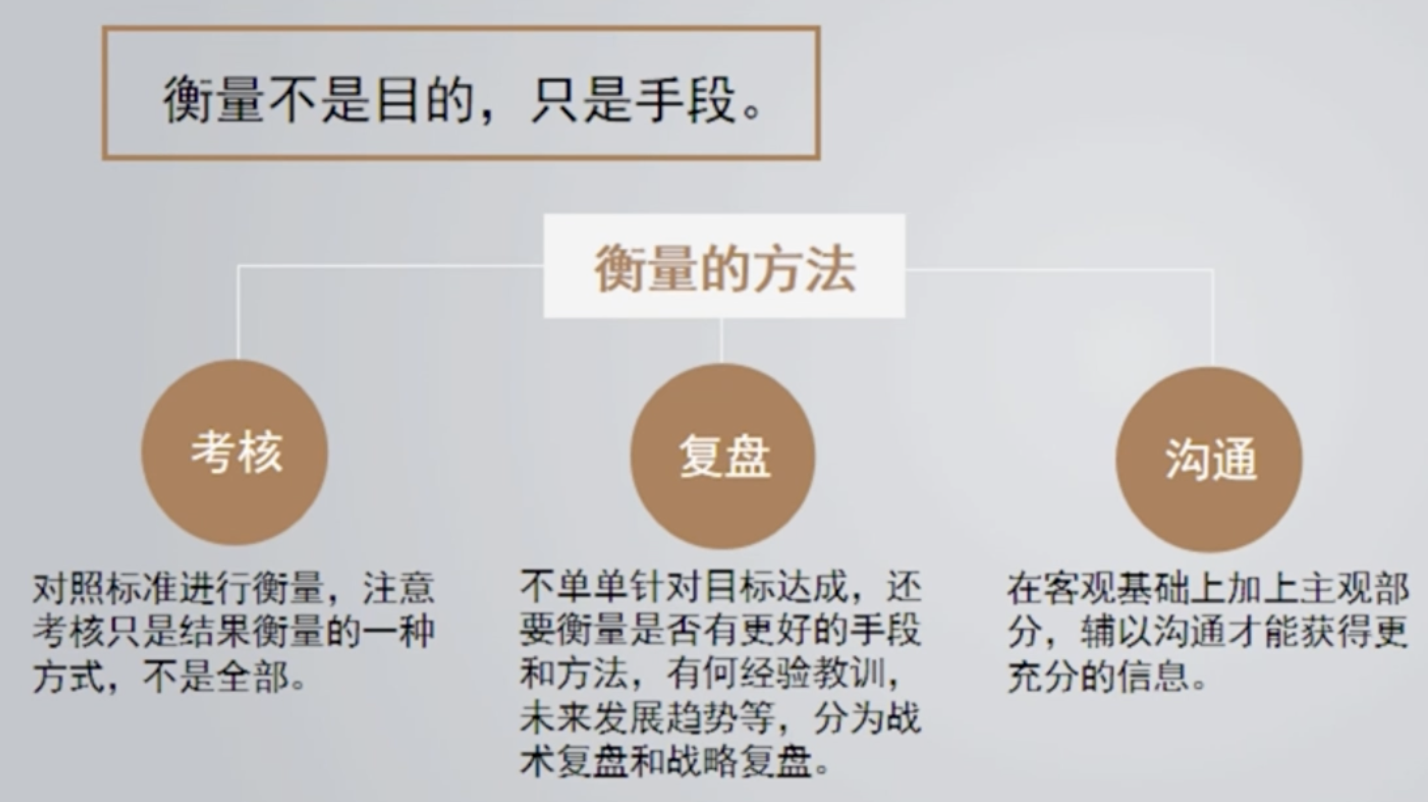 衡量不是目的，只是手段。
衡量的方法
考核
复盘
沟通
对照标准进行衡量，注意
考核只是结果衡量的一种
方式，不是全部。
不单单针对目标达成，还
要衡量是否有更好的手段
和方法，有何经验教训，
未来发展趋势等，分为战
术复盘和战略复盘。
在客观基础上加上主观部
分，辅以沟通才能获得更
充分的信息。